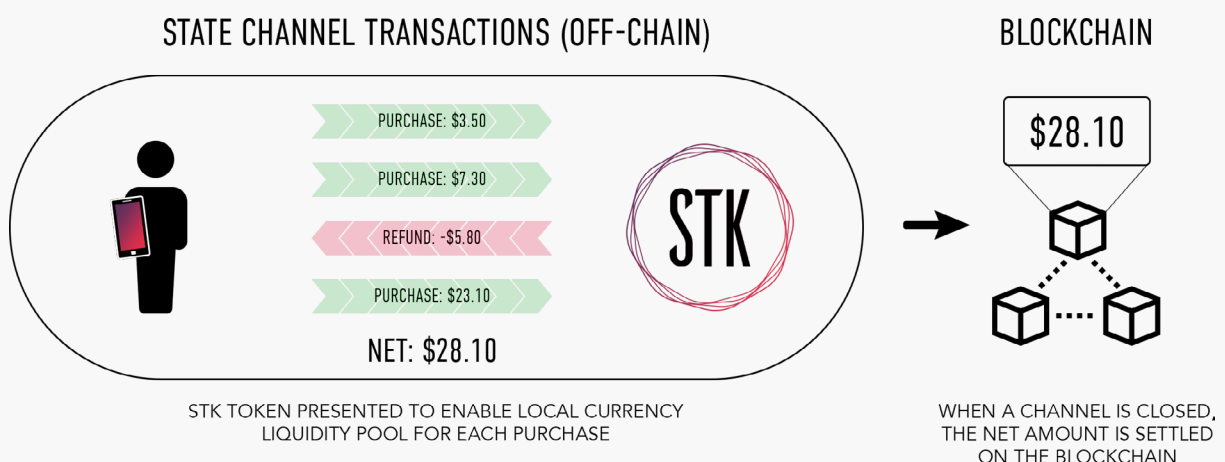 STATE CHANNEL TRANSACTIONS (OFF-CHAIN)
BLOCKCHAIN
PURCHASE: $3.50
PURCHASE: $7.30
REFUND: -$5.80
PURCHASE: $23.10
NET: $28.10
STK
$28.10
STK TOKEN PRESENTED TO ENABLE LOCAL CURRENCY
LIQUIDITY POOL FOR EACH PURCHASE
WHEN A CHANNEL IS CLOSED,
THE NET AMOUNT IS SETTLED
ON THE BLOCKCHAIN